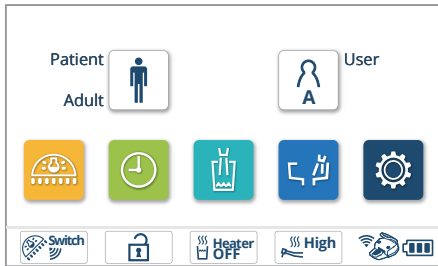 Patient
User
Adult
A
Switch
Heater
OFF
High